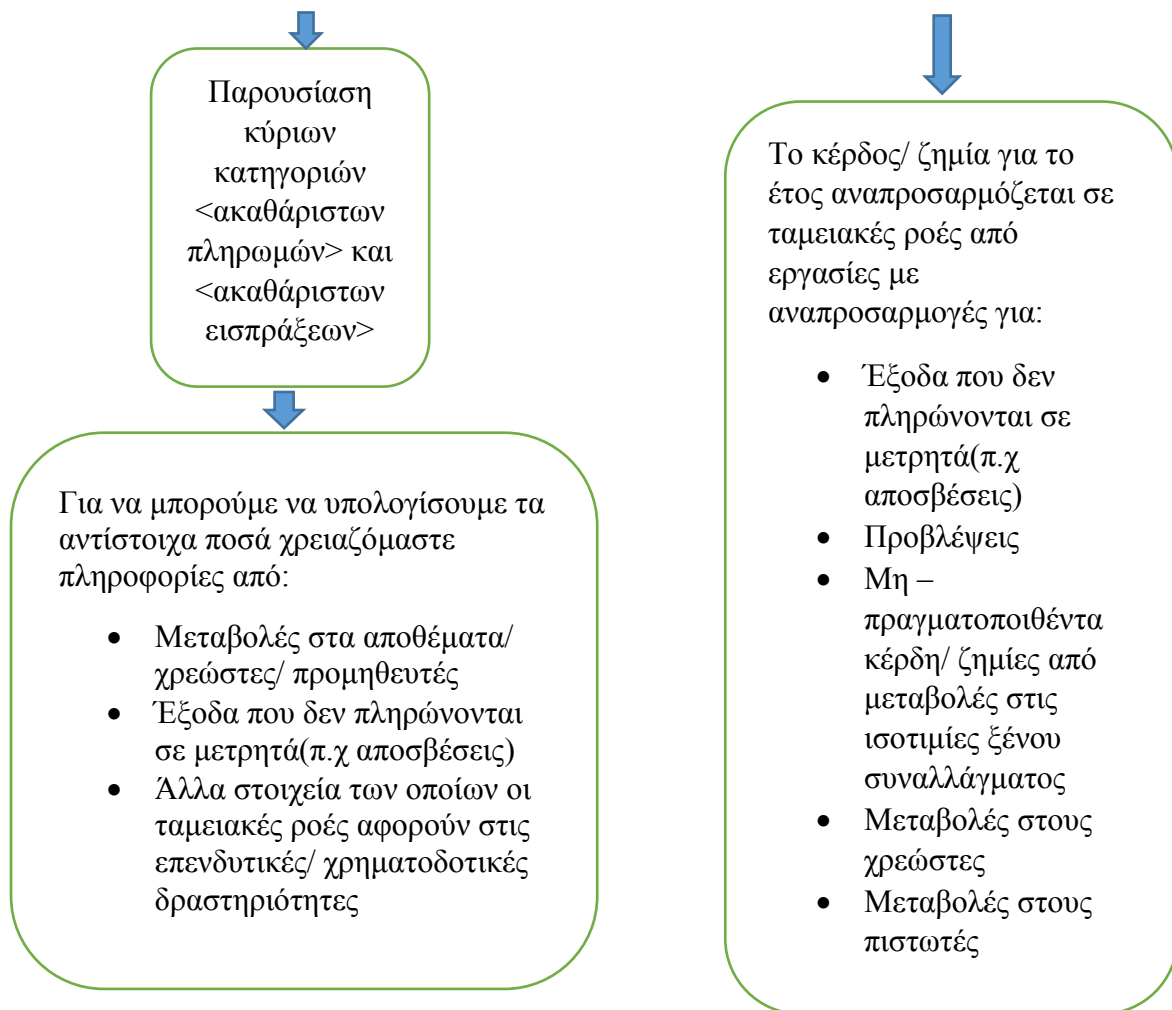 Παρουσίαση
κύριων
κατηγοριών
<ακαθάριστων
πληρωμών> και
<ακαθάριστων
εισπράξεων>
Για να μπορούμε να υπολογίσουμε τα
αντίστοιχα ποσά χρειαζόμαστε
πληροφορίες από:
• Μεταβολές στα αποθέματα/
χρεώστες/ προμηθευτές
• Έξοδα που δεν πληρώνονται
σε μετρητά(π.χ αποσβέσεις)
• Άλλα στοιχεία των οποίων οι
ταμειακές ροές αφορούν στις
επενδυτικές/ χρηματοδοτικές
δραστηριότητες
Το κέρδος/ ζημία για το
έτος αναπροσαρμόζεται σε
ταμειακές ροές από
εργασίες με
αναπροσαρμογές για:
• Έξοδα που δεν
πληρώνονται σε
μετρητά(π.χ
αποσβέσεις)
• Προβλέψεις
• Μη –
πραγματοποιθέντα
κέρδη/ ζημίες από
μεταβολές στις
ισοτιμίες ξένου
συναλλάγματος
• Μεταβολές στους
χρεώστες
• Μεταβολές στους
πιστωτές